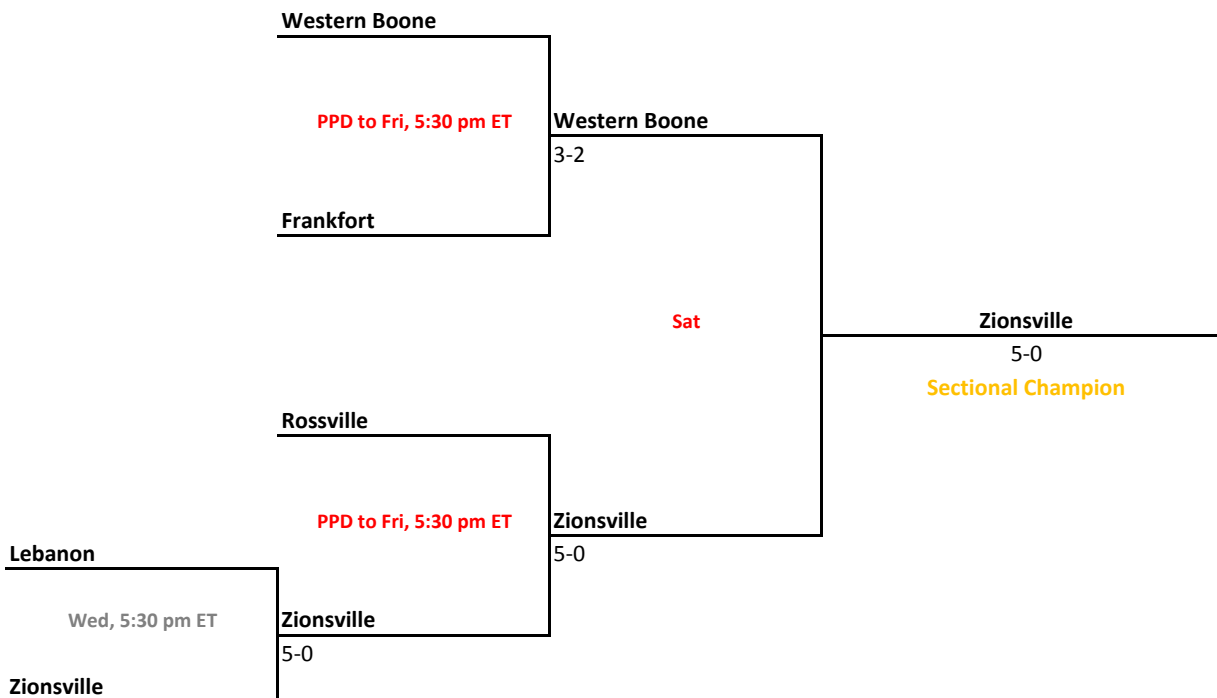 Western Boone
PPD to Fri, 5:30 pm ET
Western Boone
3-2
Frankfort
Sat
Zionsville
5-0
Sectional Champion
Rossville
PPD to Fri, 5:30 pm ET
Zionsville
5-0
Lebanon
Wed, 5:30 pm ET
Zionsville
5-0
Zionsville